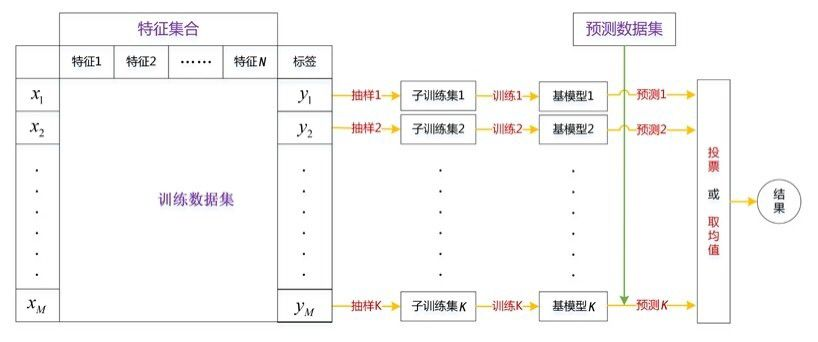 特征集合
预测数据集
特征1 特征2 …… 特征N 标签
x1 y1 抽样1 子训练集1 训练1 基模型1 预测1
x2 y2 抽样2 子训练集2 训练2 基模型2 预测2
训练数据集
投票
或
取均值
结果
xM yM 抽样K 子训练集K 训练K 基模型K 预测K